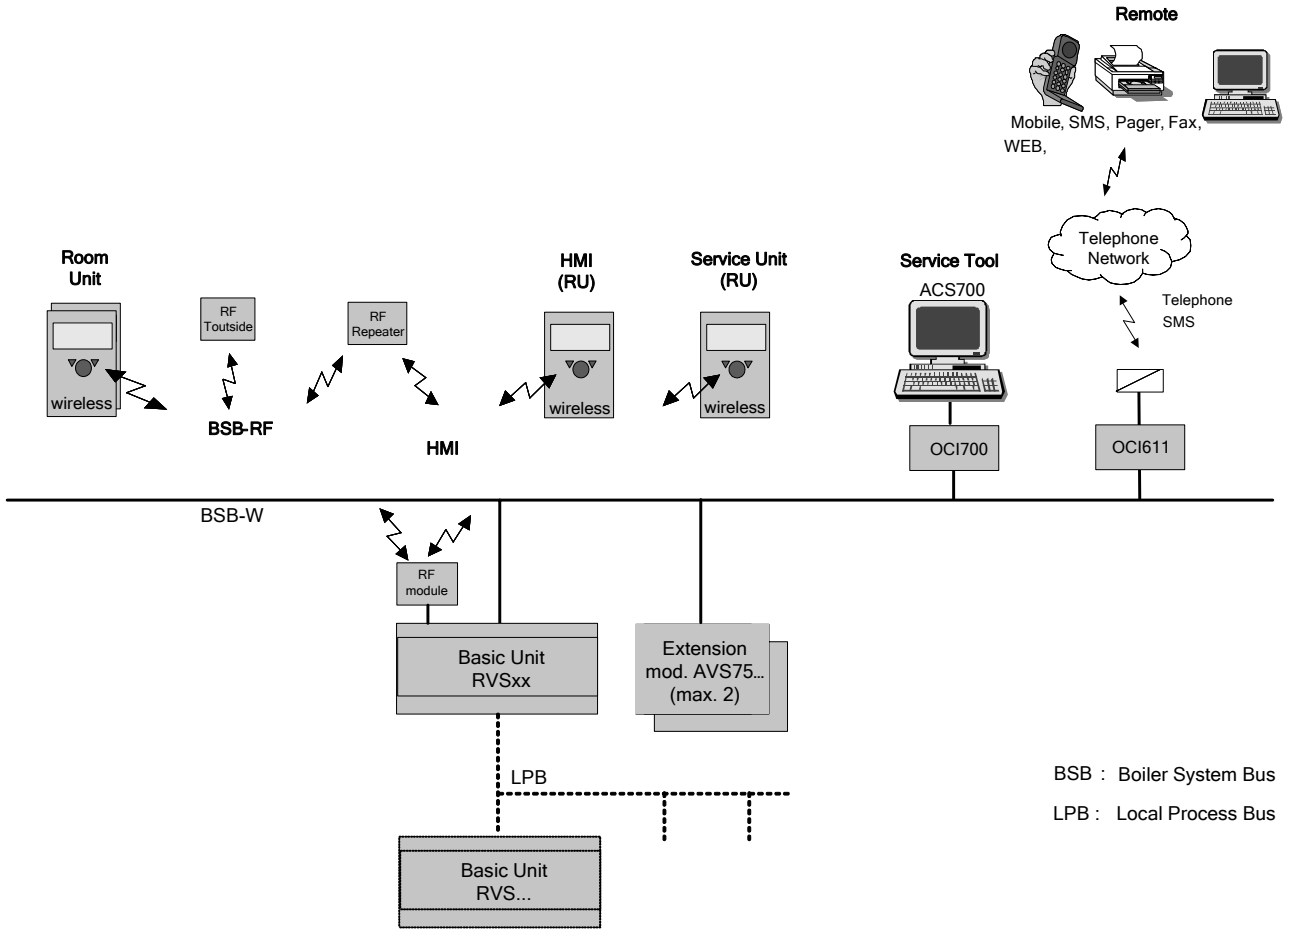 Remote
Mobile, SMS, Pager, Fax,
WEB,
Telephone
Network
Telephone
SMS
Room
Unit
wireless
RF
Toutside
RF
Repeater
HMI
(RU)
wireless
Service Unit
(RU)
wireless
Service Tool
ACS700
OCI700
OCI611
BSB-RF
HMI
BSB-W
RF
module
Basic Unit
RVSxx
Extension
mod. AVS75...
(max. 2)
LPB
Basic Unit
RVS...
BSB : Boiler System Bus
LPB : Local Process Bus